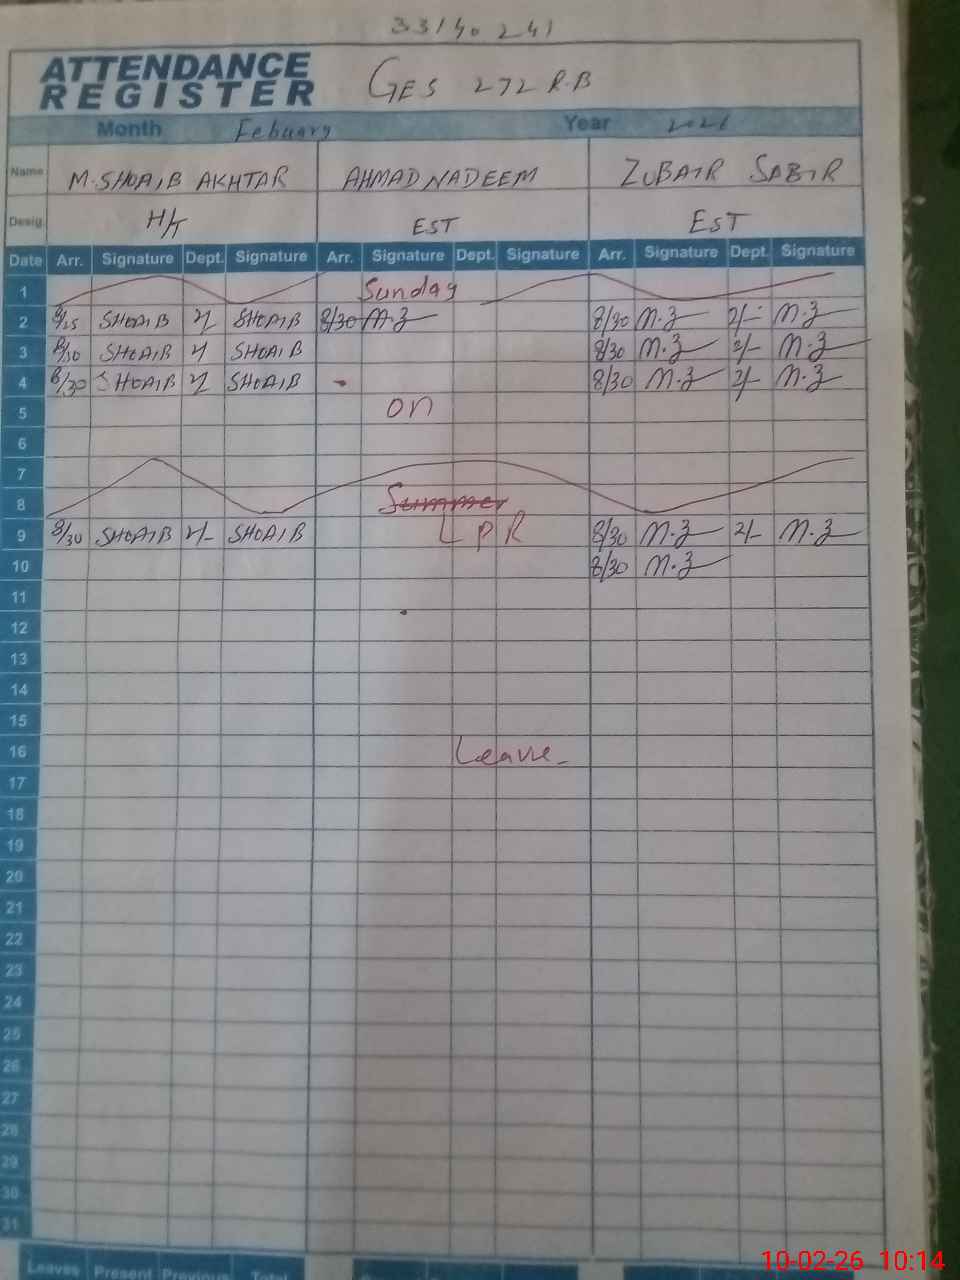 33140241
ATTENDANCE
REGISTER
GES 272 R.B
Month Febuary Year 2026
Name M. SHOAIB AKHTAR AHMAD NADEEM ZUBAIR SABIR
Desig. H/T EST EST
Date Arr. Signature Dept. Signature Arr. Signature Dept. Signature Arr. Signature Dept. Signature
1 Sunday
2 8/25 SHOAIB 2/ SHOAIB 8/30 M.Z 8/30 M.Z 2/- M.Z
3 8/30 SHOAIB 2/ SHOAIB 8/30 M.Z 2/- M.Z
4 8/30 SHOAIB 2/ SHOAIB 8/30 M.Z 2/- M.Z
5 on
6
7
8 Summer
9 8/30 SHOAIB 2/- SHOAIB LPR 8/30 M.Z 2/- M.Z
10 8/30 M.Z
11
12
13
14
15
16 Leave
17
18
19
20
21
22
23
24
25
26
27
28
29
30
31
Leaves Present Previous Total
10-02-26 10:14